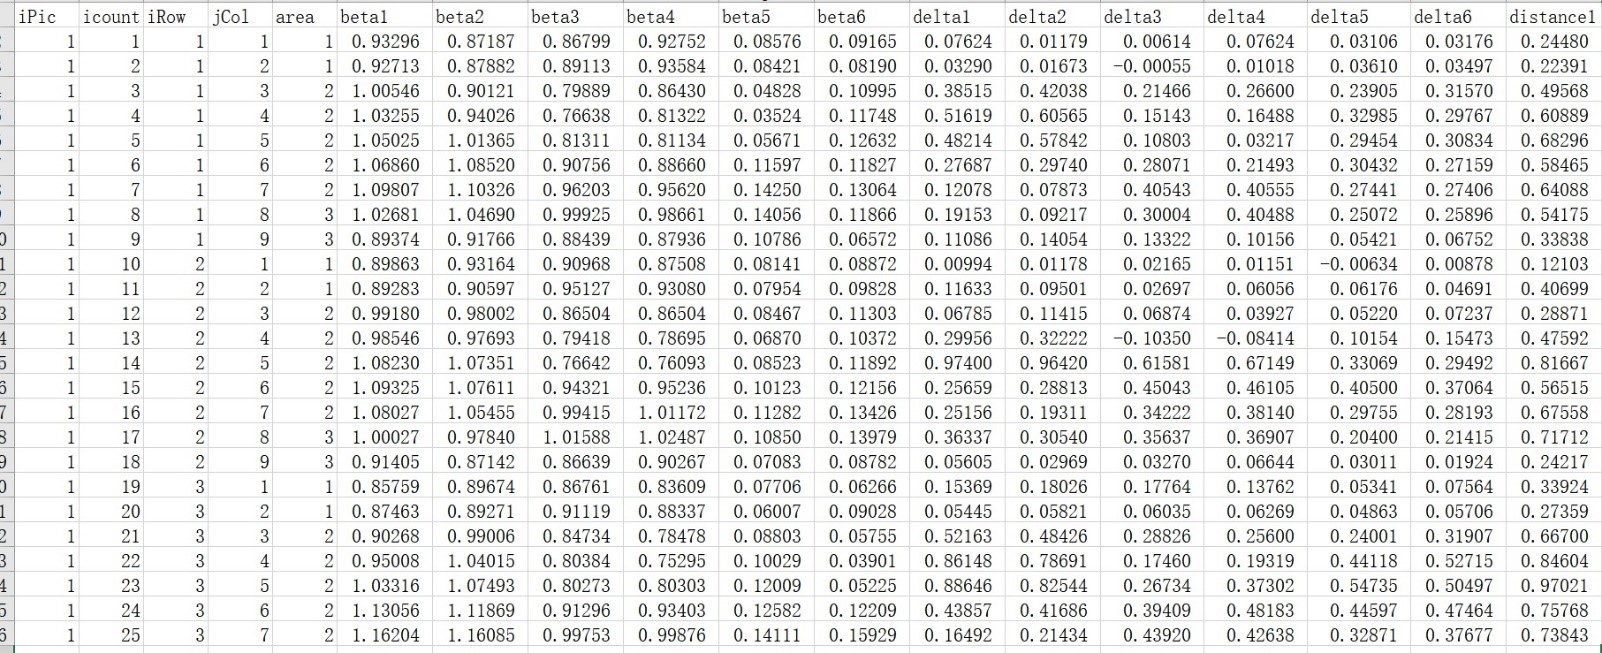 iPic icount iRow jCol area beta1 beta2 beta3 beta4 beta5 beta6 delta1 delta2 delta3 delta4 delta5 delta6 distance1
1 1 1 1 1 0.93296 0.87187 0.86799 0.92752 0.08576 0.09165 0.07624 0.01179 0.00614 0.07624 0.03106 0.03176 0.24480
1 2 1 2 1 0.92713 0.87882 0.89113 0.93584 0.08421 0.08190 0.03290 0.01673 -0.00055 0.01018 0.03610 0.03497 0.22391
1 3 1 3 2 1.00546 0.90121 0.79889 0.86430 0.04828 0.10995 0.38515 0.42038 0.21466 0.26600 0.23905 0.31570 0.49568
1 4 1 4 2 1.03255 0.94026 0.76638 0.81322 0.03524 0.11748 0.51619 0.60565 0.15143 0.16488 0.32985 0.29767 0.60889
1 5 1 5 2 1.05025 1.01365 0.81311 0.81134 0.05671 0.12632 0.48214 0.57842 0.10803 0.03217 0.29454 0.30834 0.68296
1 6 1 6 2 1.06860 1.08520 0.90756 0.88660 0.11597 0.11827 0.27687 0.29740 0.28071 0.21493 0.30432 0.27159 0.58465
1 7 1 7 2 1.09807 1.10326 0.96203 0.95620 0.14250 0.13064 0.12078 0.07873 0.40543 0.40555 0.27441 0.27406 0.64088
1 8 1 8 3 1.02681 1.04690 0.99925 0.98661 0.14056 0.11866 0.19153 0.09217 0.30004 0.40488 0.25072 0.25896 0.54175
0 1 9 1 9 3 0.89374 0.91766 0.88439 0.87936 0.10786 0.06572 0.11086 0.14054 0.13322 0.10156 0.05421 0.06752 0.33838
1 1 10 2 1 1 0.89863 0.93164 0.90968 0.87508 0.08141 0.08872 0.00994 0.01178 0.02165 0.01151 -0.00634 0.00878 0.12103
2 1 11 2 2 1 0.89283 0.90597 0.95127 0.93080 0.07954 0.09828 0.11633 0.09501 0.02697 0.06056 0.06176 0.04691 0.40699
3 1 12 2 3 2 0.99180 0.98002 0.86504 0.86504 0.08467 0.11303 0.06785 0.11415 0.06874 0.03927 0.05220 0.07237 0.28871
4 1 13 2 4 2 0.98546 0.97693 0.79418 0.78695 0.06870 0.10372 0.29956 0.32222 -0.10350 -0.08414 0.10154 0.15473 0.47592
5 1 14 2 5 2 1.08230 1.07351 0.76642 0.76093 0.08523 0.11892 0.97400 0.96420 0.61581 0.67149 0.33069 0.29492 0.81667
6 1 15 2 6 2 1.09325 1.07611 0.94321 0.95236 0.10123 0.12156 0.25659 0.28813 0.45043 0.46105 0.40500 0.37064 0.56515
7 1 16 2 7 2 1.08027 1.05455 0.99415 1.01172 0.11282 0.13426 0.25156 0.19311 0.34222 0.38140 0.29755 0.28193 0.67558
8 1 17 2 8 3 1.00027 0.97840 1.01588 1.02487 0.10850 0.13979 0.36337 0.30540 0.35637 0.36907 0.20400 0.21415 0.71712
9 1 18 2 9 3 0.91405 0.87142 0.86639 0.90267 0.07083 0.08782 0.05605 0.02969 0.03270 0.06644 0.03011 0.01924 0.24217
0 1 19 3 1 1 0.85759 0.89674 0.86761 0.83609 0.07706 0.06266 0.15369 0.18026 0.17764 0.13762 0.05341 0.07564 0.33924
1 1 20 3 2 1 0.87463 0.89271 0.91119 0.88337 0.06007 0.09028 0.05445 0.05821 0.06035 0.06269 0.04863 0.05706 0.27359
2 1 21 3 3 2 0.90268 0.99006 0.84734 0.78478 0.08803 0.05755 0.52163 0.48426 0.28826 0.25600 0.24001 0.31907 0.66700
3 1 22 3 4 2 0.95008 1.04015 0.80384 0.75295 0.10029 0.03901 0.86148 0.78691 0.17460 0.19319 0.44118 0.52715 0.84604
4 1 23 3 5 2 1.03316 1.07493 0.80273 0.80303 0.12009 0.05225 0.88646 0.82544 0.26734 0.37302 0.54735 0.50497 0.97021
5 1 24 3 6 2 1.13056 1.11869 0.91296 0.93403 0.12582 0.12209 0.43857 0.41686 0.39409 0.48183 0.44597 0.47464 0.75768
6 1 25 3 7 2 1.16204 1.16085 0.99753 0.99876 0.14111 0.15929 0.16492 0.21434 0.43920 0.42638 0.32871 0.37677 0.73843